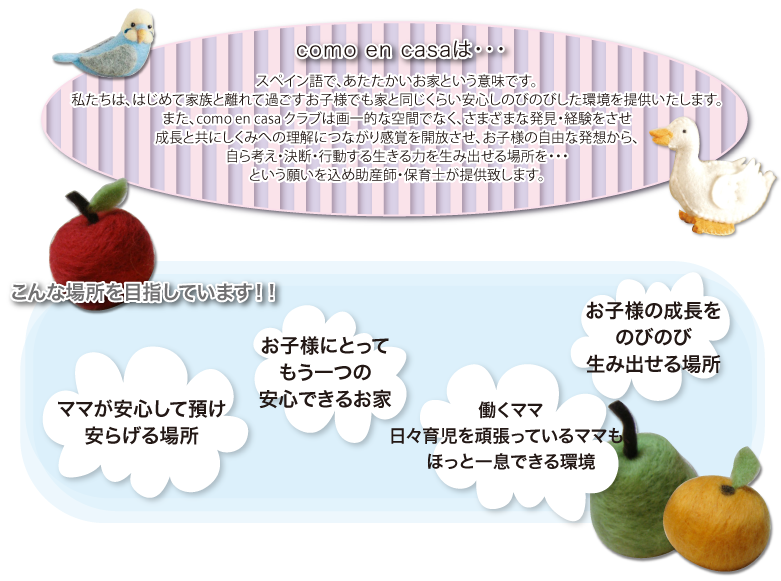 como en casaは・・・
スペイン語で、あたたかいお家という意味です。
私たちは、はじめて家族と離れて過ごすお子様でも家と同じくらい安心しのびのびした環境を提供いたします。
また、como en casa クラブは画一的な空間でなく、さまざまな発見・経験をさせ
成長と共にしくみへの理解につながり感覚を開放させ、お子様の自由な発想から、
自ら考え・決断・行動する生きる力を生み出せる場所を・・・
という願いを込め助産師・保育士が提供致します。
こんな場所を目指しています!!
ママが安心して預け
安らげる場所
お子様にとって
もう一つの
安心できるお家
働くママ
日々育児を頑張っているママも
ほっと一息できる環境
お子様の成長を
のびのび
生み出せる場所